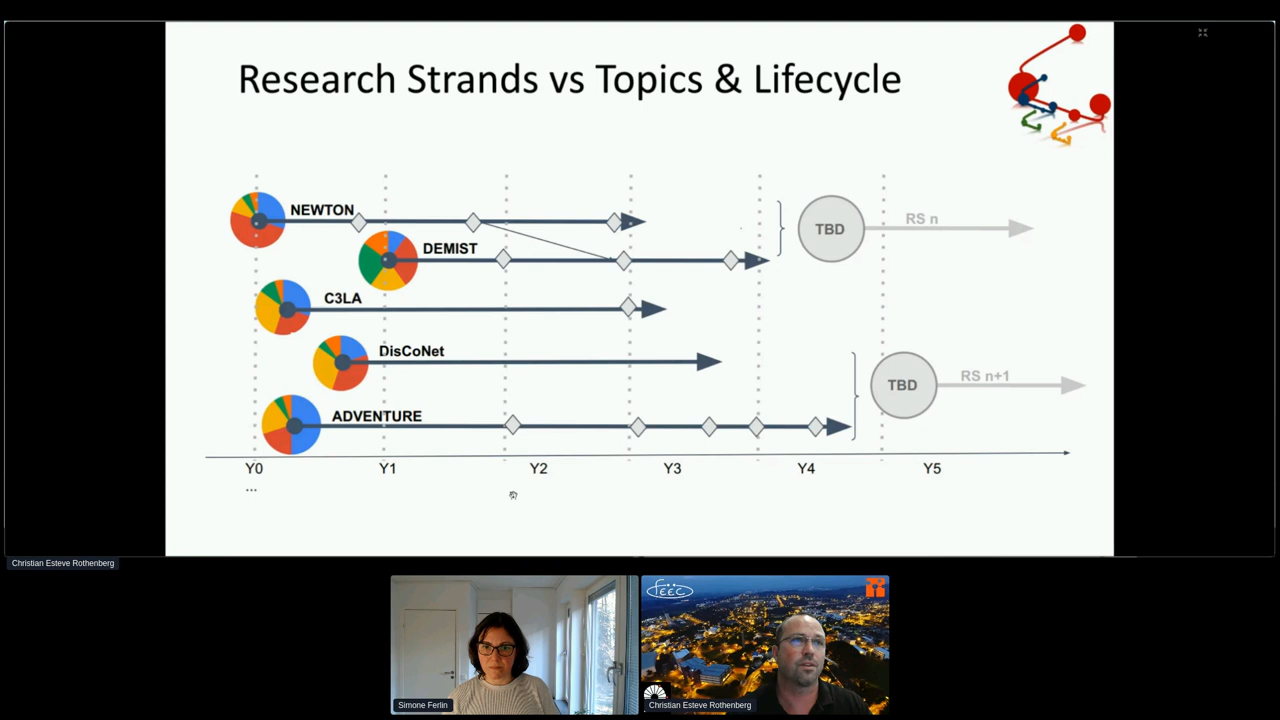 Research Strands vs Topics & Lifecycle
NEWTON
DEMIST
C3LA
DisCoNet
ADVENTURE
TBD
RS n
TBD
RS n+1
Y0
Y1
Y2
Y3
Y4
Y5
...
Christian Esteve Rothenberg
FEEC
Simone Ferlin
Christian Esteve Rothenberg